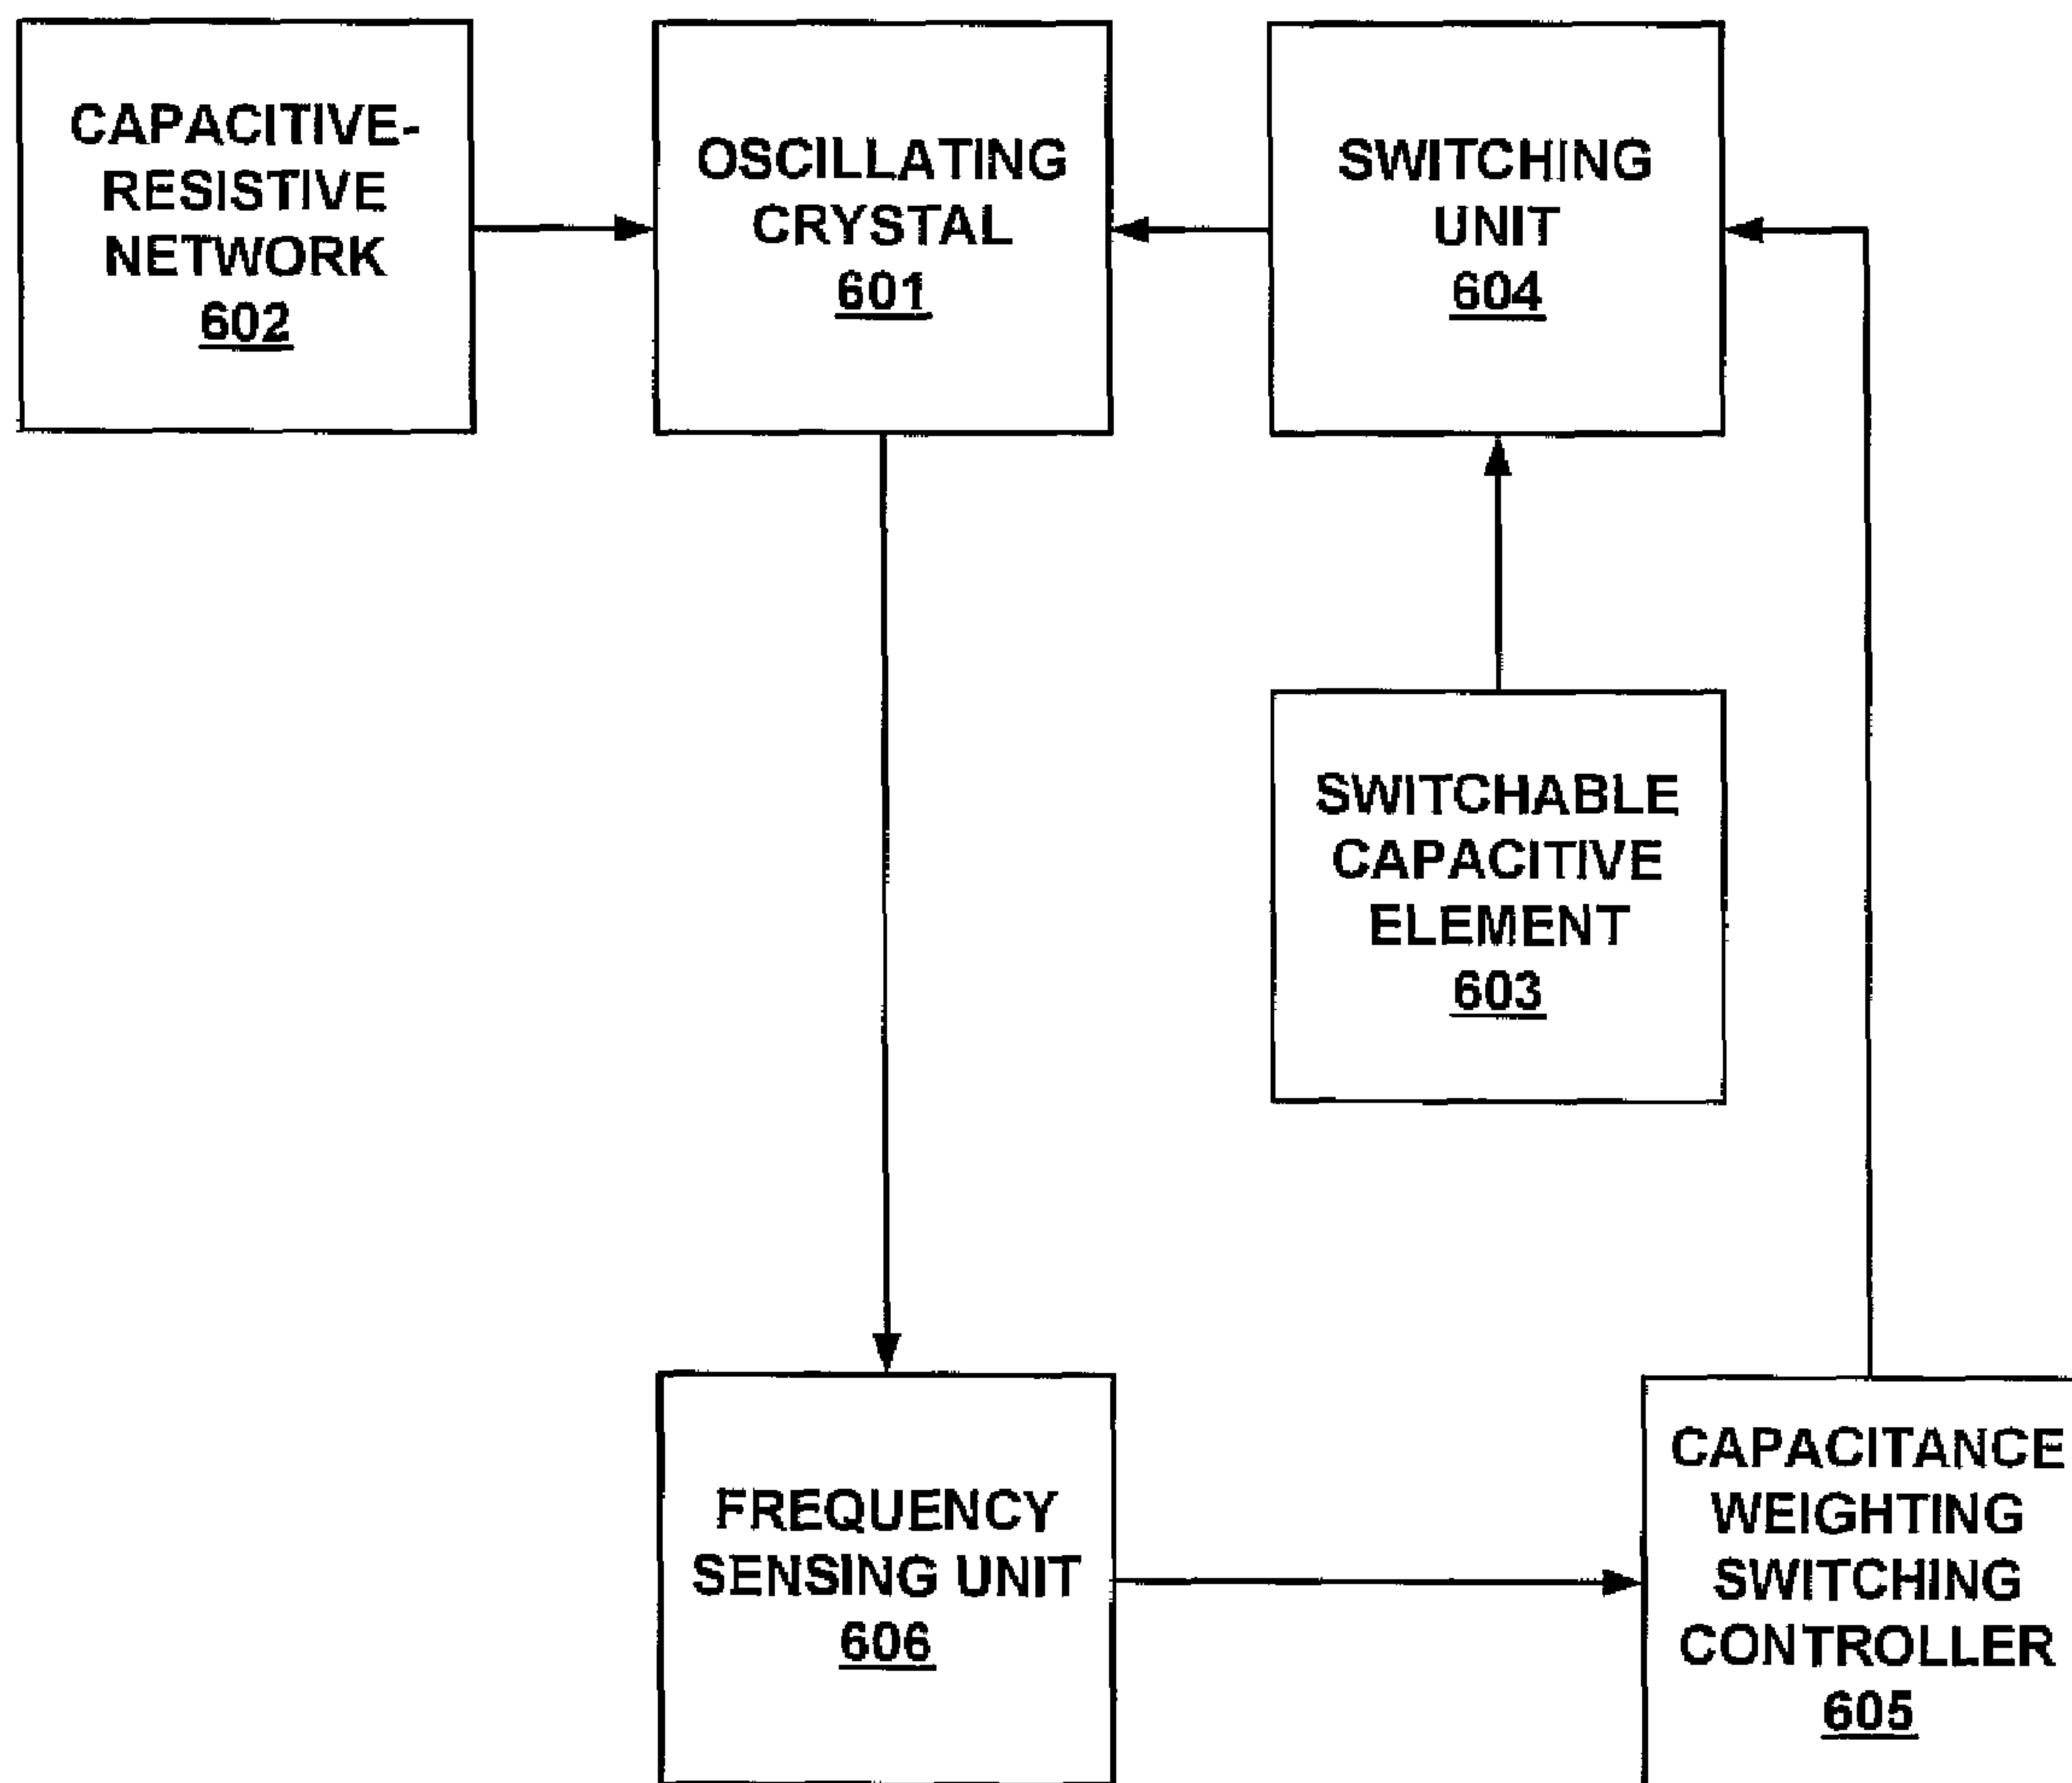 CAPACITIVE-
RESISTIVE
NETWORK
602
OSCILLATING
CRYSTAL
601
SWITCHING
UNIT
604
SWITCHABLE
CAPACITIVE
ELEMENT
603
FREQUENCY
SENSING UNIT
606
CAPACITANCE
WEIGHTING
SWITCHING
CONTROLLER
605